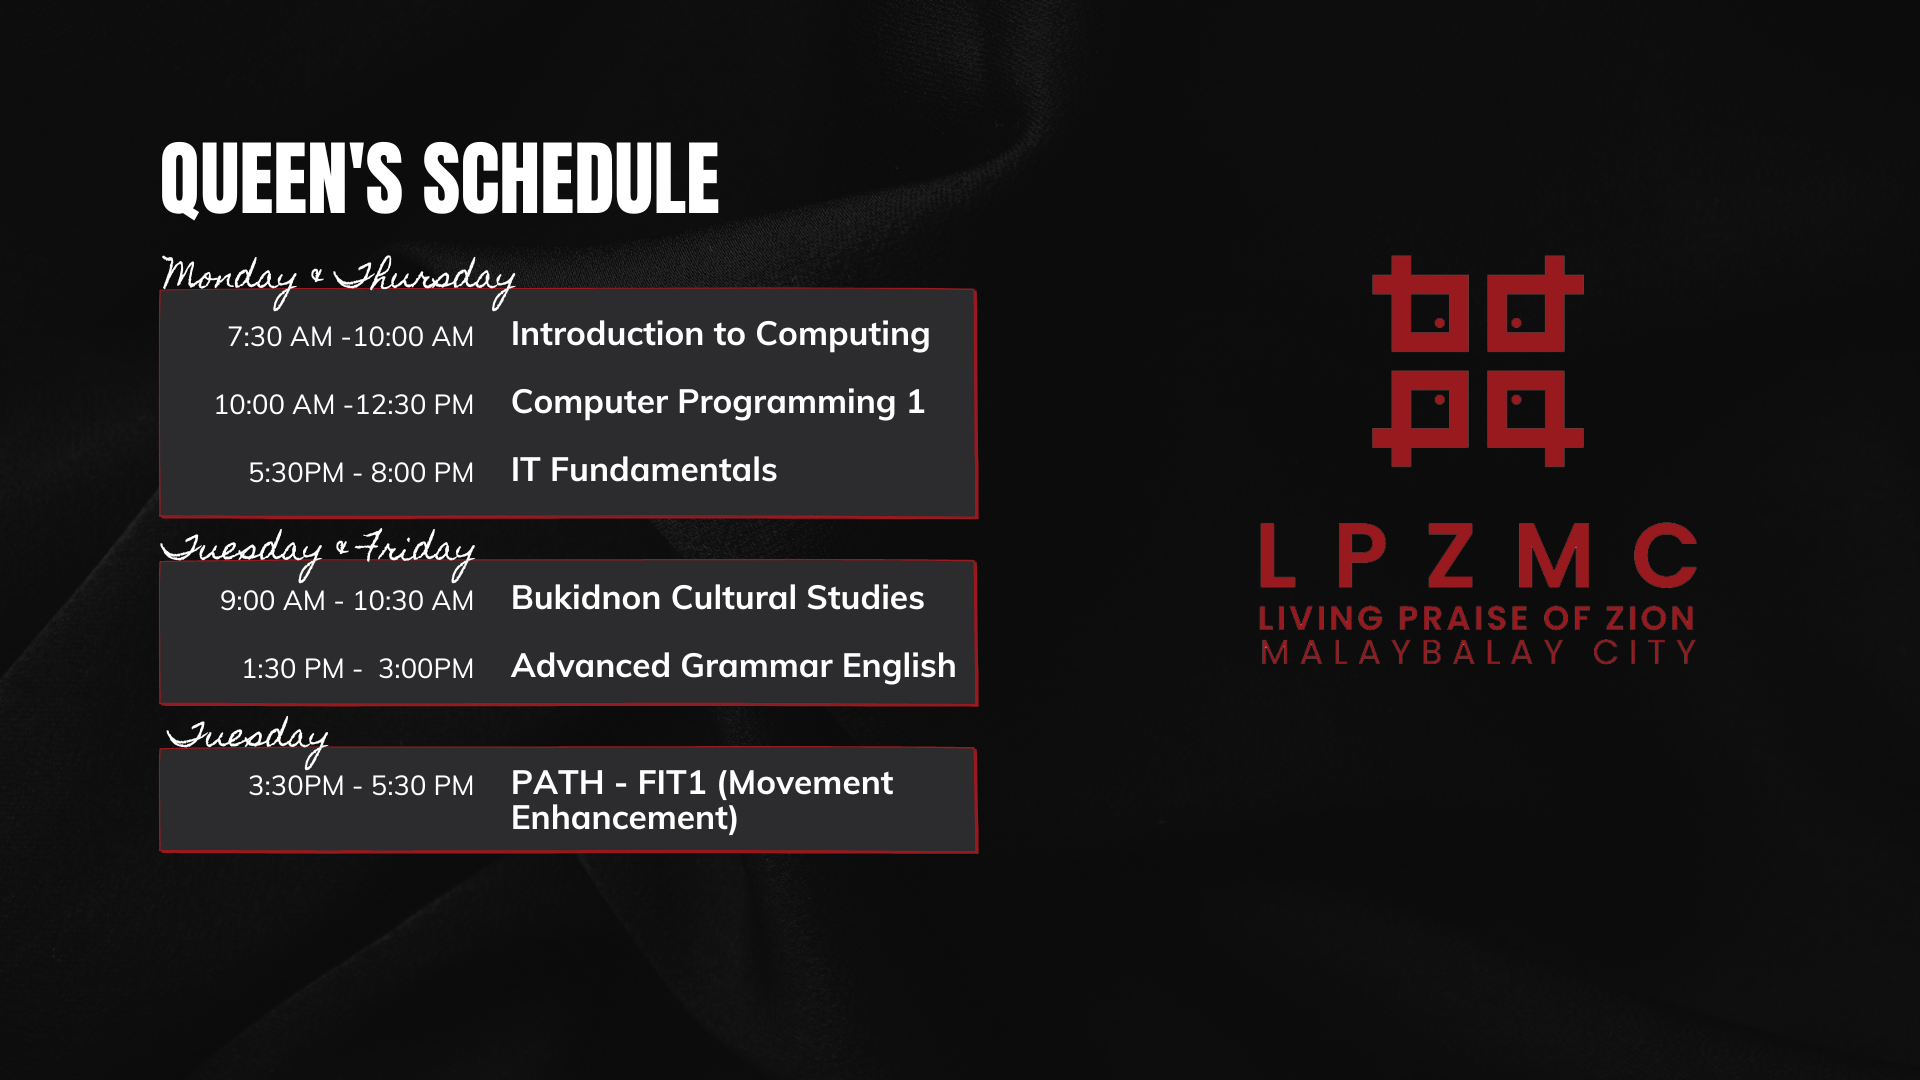 QUEEN'S SCHEDULE
Monday & Thursday
7:30 AM -10:00 AM Introduction to Computing
10:00 AM -12:30 PM Computer Programming 1
5:30PM - 8:00 PM IT Fundamentals
Tuesday & Friday
9:00 AM - 10:30 AM Bukidnon Cultural Studies
1:30 PM -  3:00PM Advanced Grammar English
Tuesday
3:30PM - 5:30 PM PATH - FIT1 (Movement
Enhancement)
LPZMC
LIVING PRAISE OF ZION
MALAYBALAY CITY